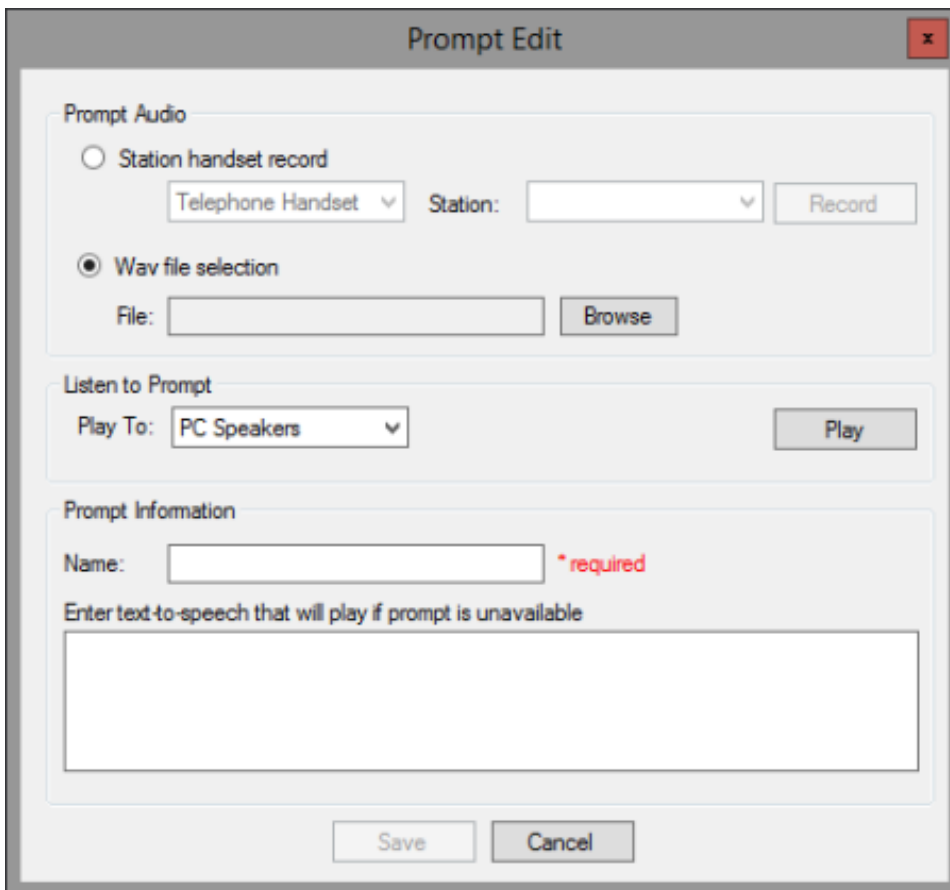 Prompt Edit
x
Prompt Audio
Station handset record
Telephone Handset Station: Record
Wav file selection
File: Browse
Listen to Prompt
Play To: PC Speakers Play
Prompt Information
Name: * required
Enter text-to-speech that will play if prompt is unavailable
Save Cancel